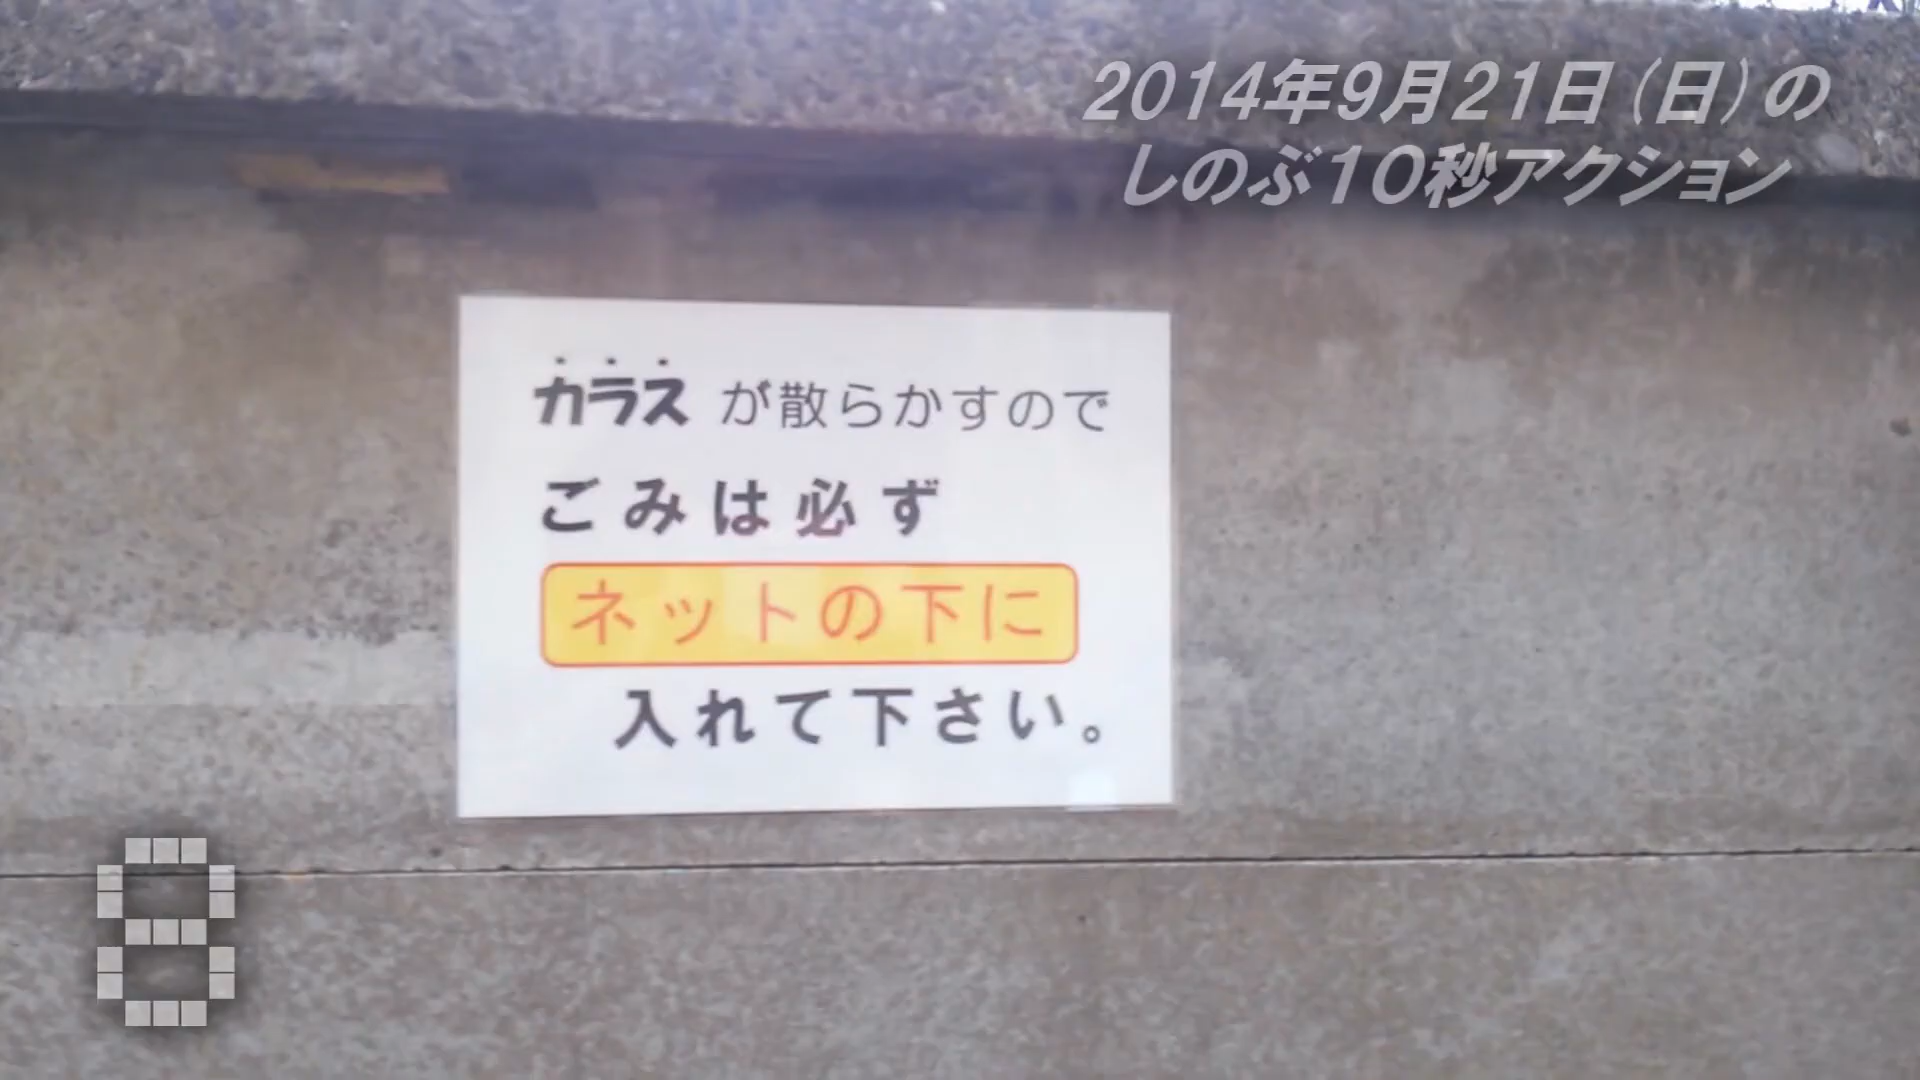 2014年9月21日(日)の
しのぶ10秒アクション
カラスが散らかすので
ごみは必ず
ネットの下に
入れて下さい。
8